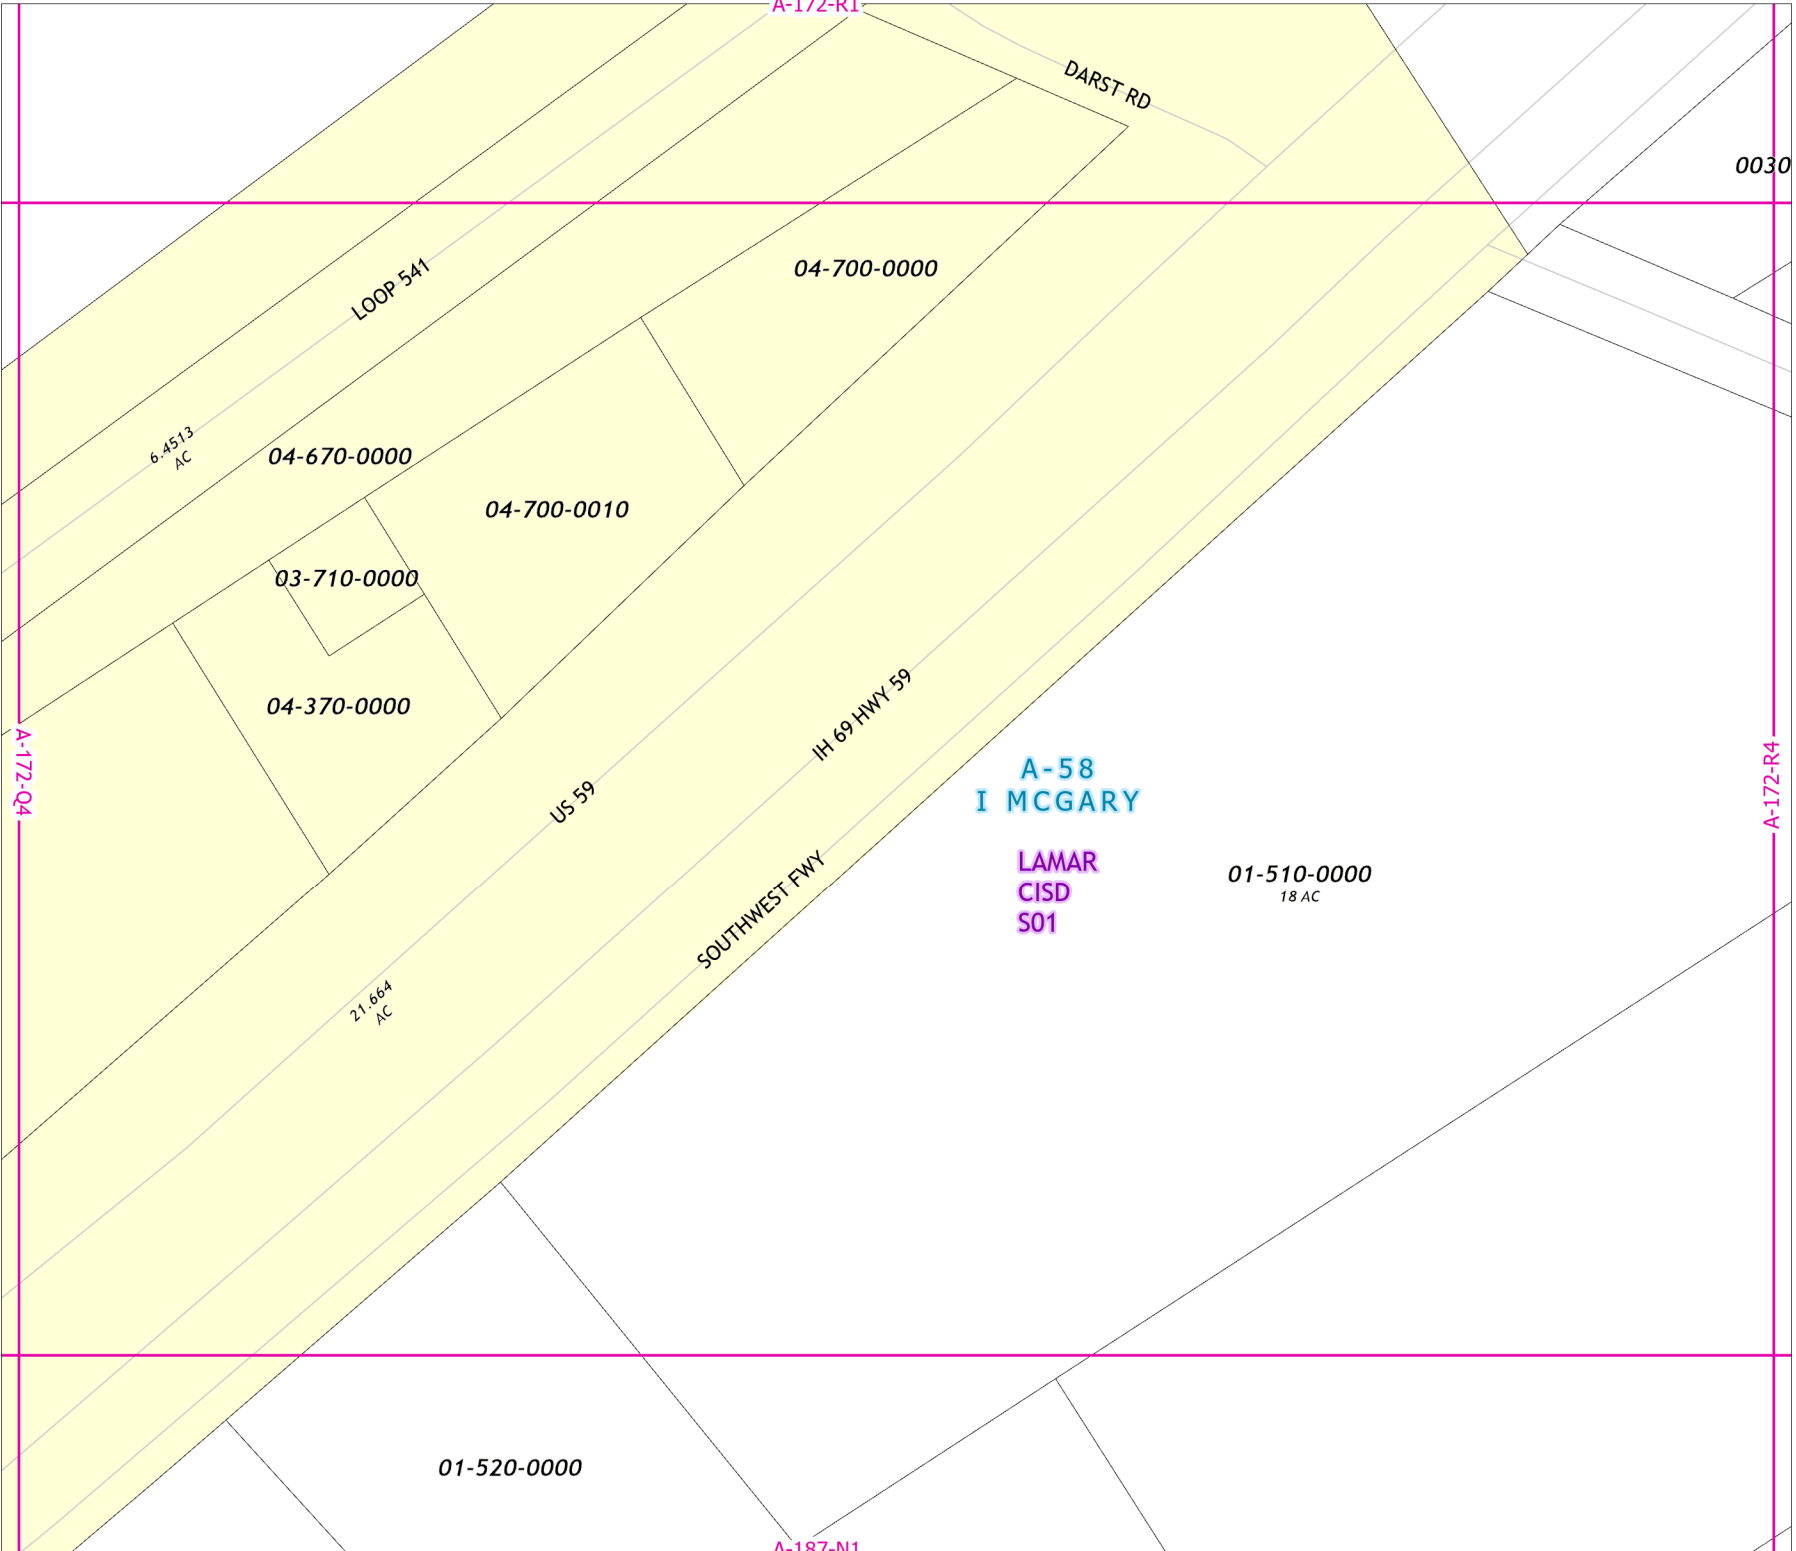 A-172-R1
DARST RD
0030
LOOP 541
04-700-0000
6.4513
AC
04-670-0000
04-700-0010
03-710-0000
04-370-0000
A-172-Q4
IH 69 HWY 59
US 59
A-58
I MCGARY
A-172-R4
LAMAR
CISD
S01
01-510-0000
18 AC
SOUTHWEST FWY
21.664
AC
01-520-0000
A-187-N1